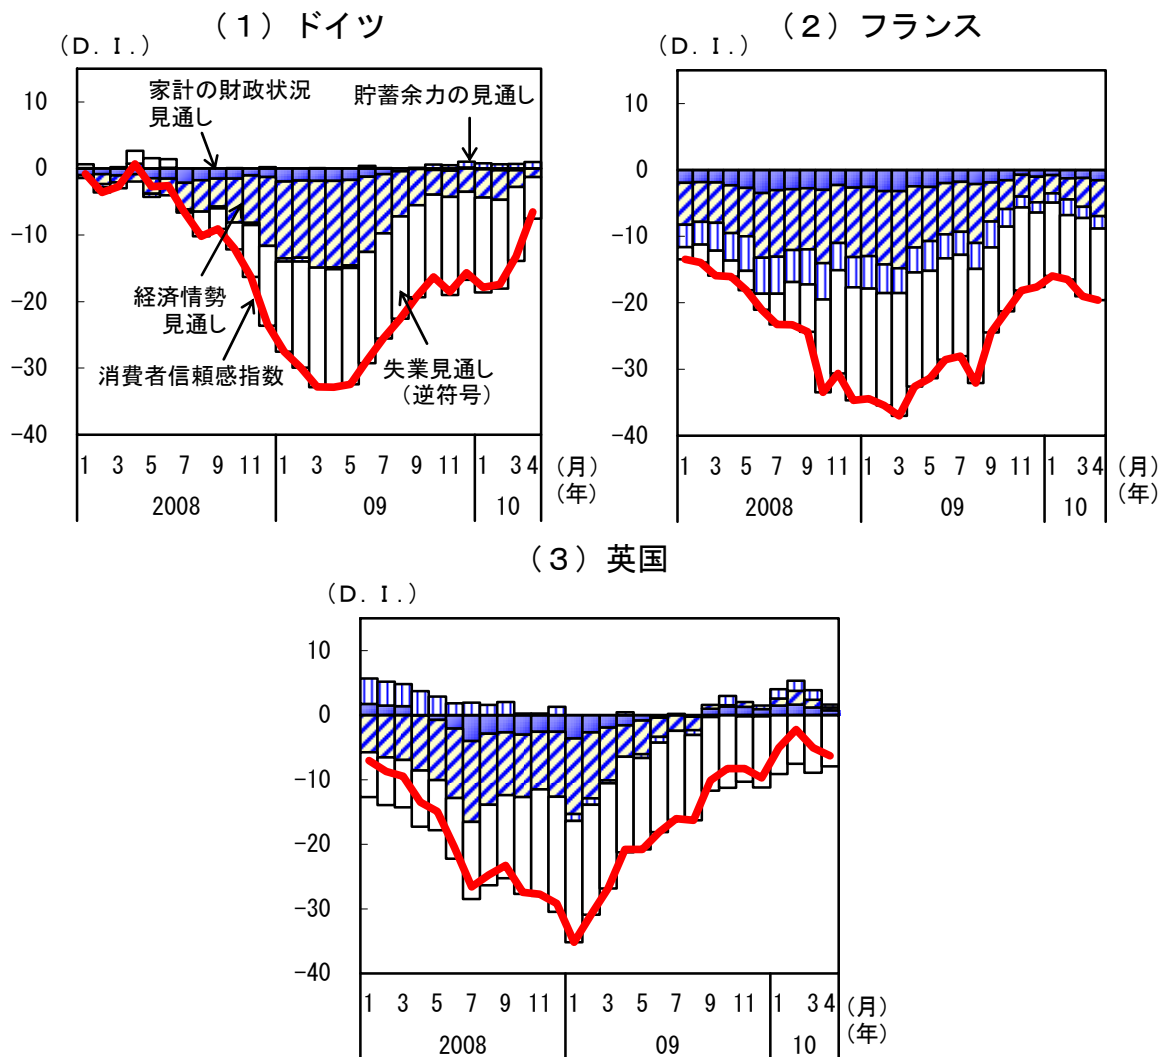 (1)ドイツ
(D. I.)
家計の財政状況
見通し
貯蓄余力の見通し
経済情勢
見通し
消費者信頼感指数
失業見通し
(逆符号)
10
0
-10
-20
-30
-40
1 3 5 7 9 11 1 3 5 7 9 11 1 3 4 (月)
2008 09 10 (年)
(2)フランス
(D. I.)
10
0
-10
-20
-30
-40
1 3 5 7 9 11 1 3 5 7 9 11 1 3 4 (月)
2008 09 10 (年)
(3)英国
(D. I.)
10
0
-10
-20
-30
-40
1 3 5 7 9 11 1 3 5 7 9 11 1 3 4 (月)
2008 09 10 (年)